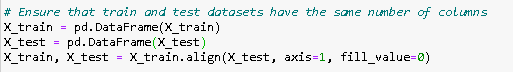 # Ensure that train and test datasets have the same number of columns
X_train = pd.DataFrame(X_train)
X_test = pd.DataFrame(X_test)
X_train, X_test = X_train.align(X_test, axis=1, fill_value=0)